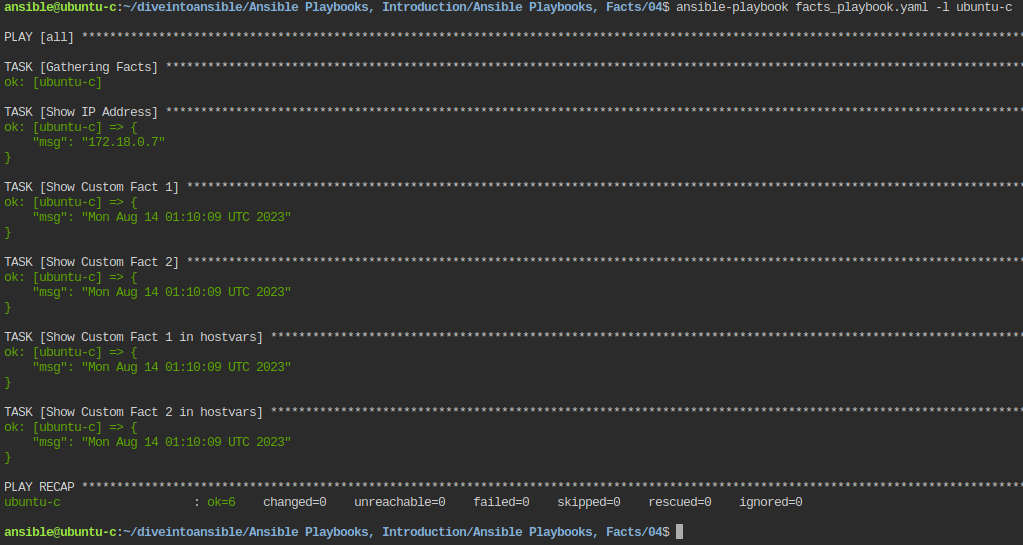 ansible@ubuntu-c:~/diveintoansible/Ansible Playbooks, Introduction/Ansible Playbooks, Facts/04$ ansible-playbook facts_playbook.yaml -l ubuntu-c
PLAY [all] ****************************************************************************************************************************************
TASK [Gathering Facts] ****************************************************************************************************************************
ok: [ubuntu-c]
TASK [Show IP Address] ****************************************************************************************************************************
ok: [ubuntu-c] => {
    "msg": "172.18.0.7"
}
TASK [Show Custom Fact 1] *************************************************************************************************************************
ok: [ubuntu-c] => {
    "msg": "Mon Aug 14 01:10:09 UTC 2023"
}
TASK [Show Custom Fact 2] *************************************************************************************************************************
ok: [ubuntu-c] => {
    "msg": "Mon Aug 14 01:10:09 UTC 2023"
}
TASK [Show Custom Fact 1 in hostvars] *************************************************************************************************************
ok: [ubuntu-c] => {
    "msg": "Mon Aug 14 01:10:09 UTC 2023"
}
TASK [Show Custom Fact 2 in hostvars] *************************************************************************************************************
ok: [ubuntu-c] => {
    "msg": "Mon Aug 14 01:10:09 UTC 2023"
}
PLAY RECAP ****************************************************************************************************************************************
ubuntu-c                   : ok=6    changed=0    unreachable=0    failed=0    skipped=0    rescued=0    ignored=0
ansible@ubuntu-c:~/diveintoansible/Ansible Playbooks, Introduction/Ansible Playbooks, Facts/04$